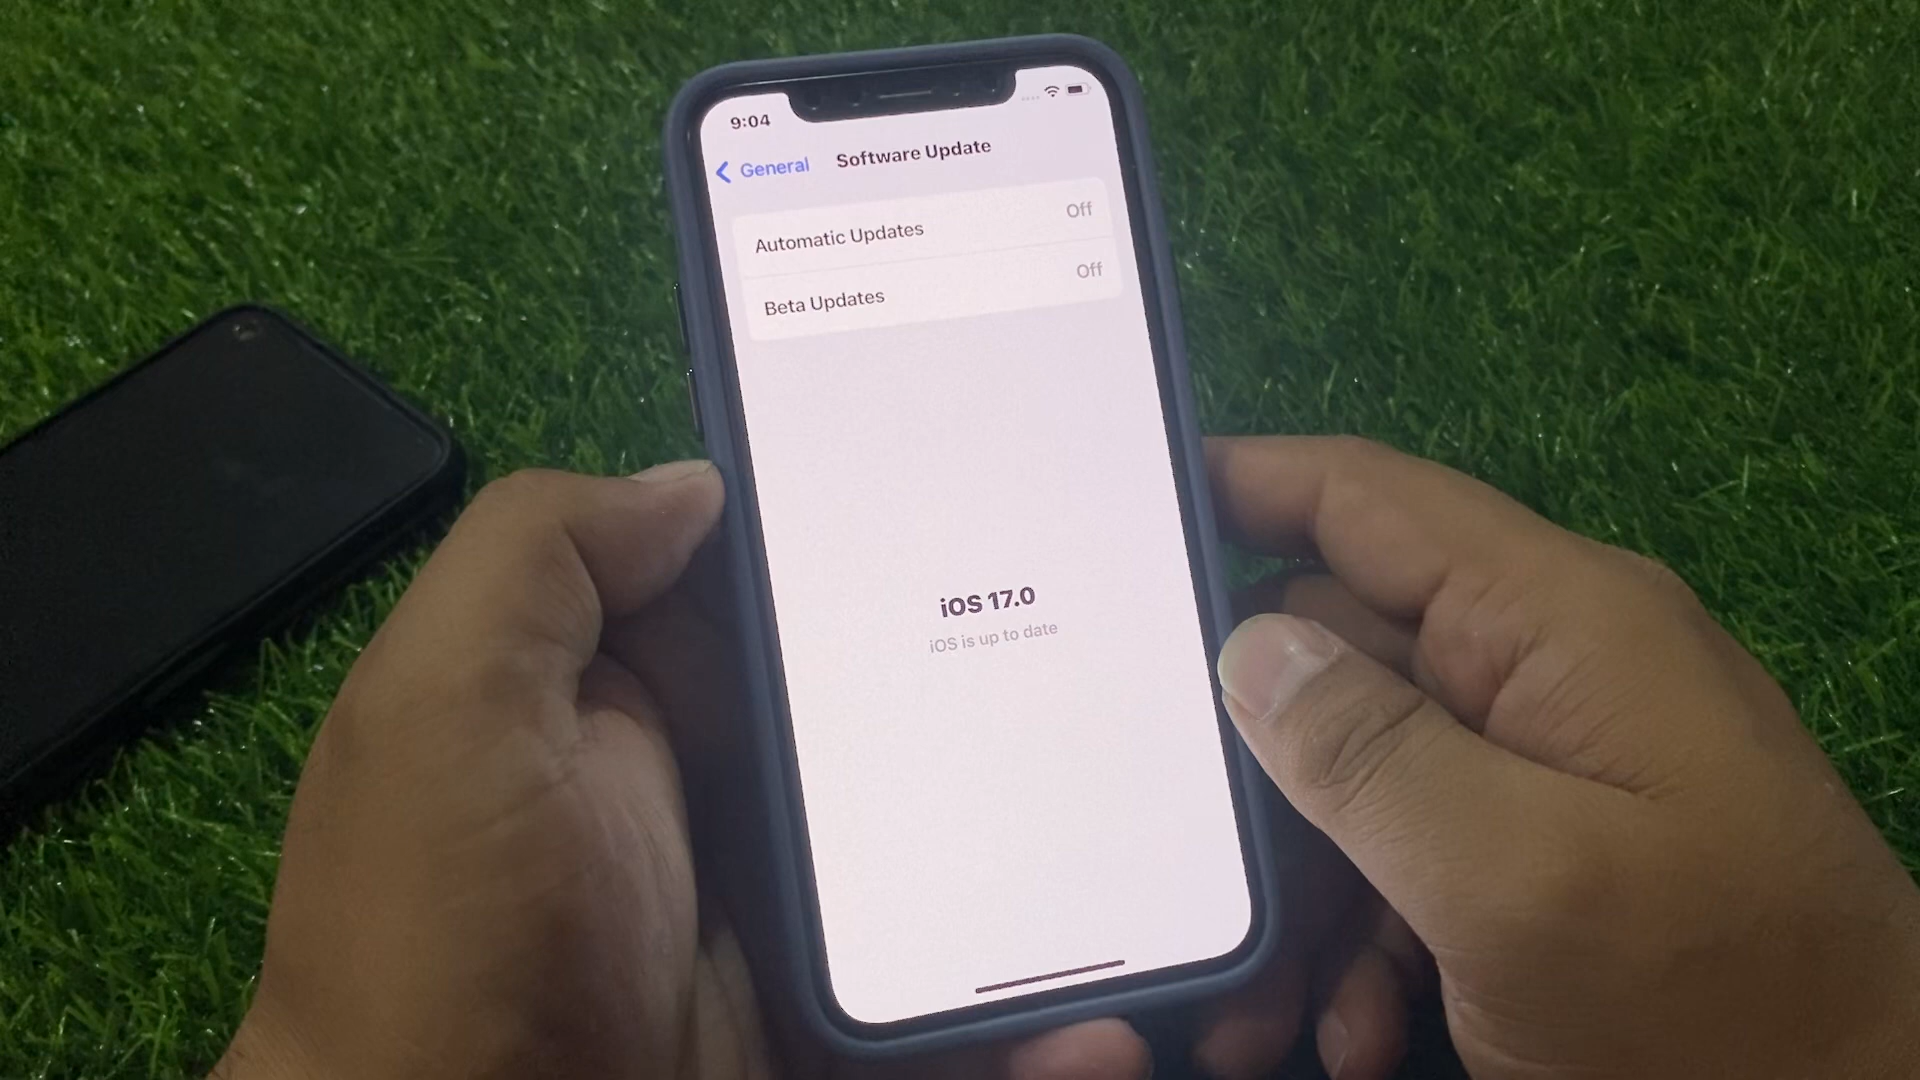 9:04
General
Software Update
Automatic Updates Off
Beta Updates Off
iOS 17.0
iOS is up to date